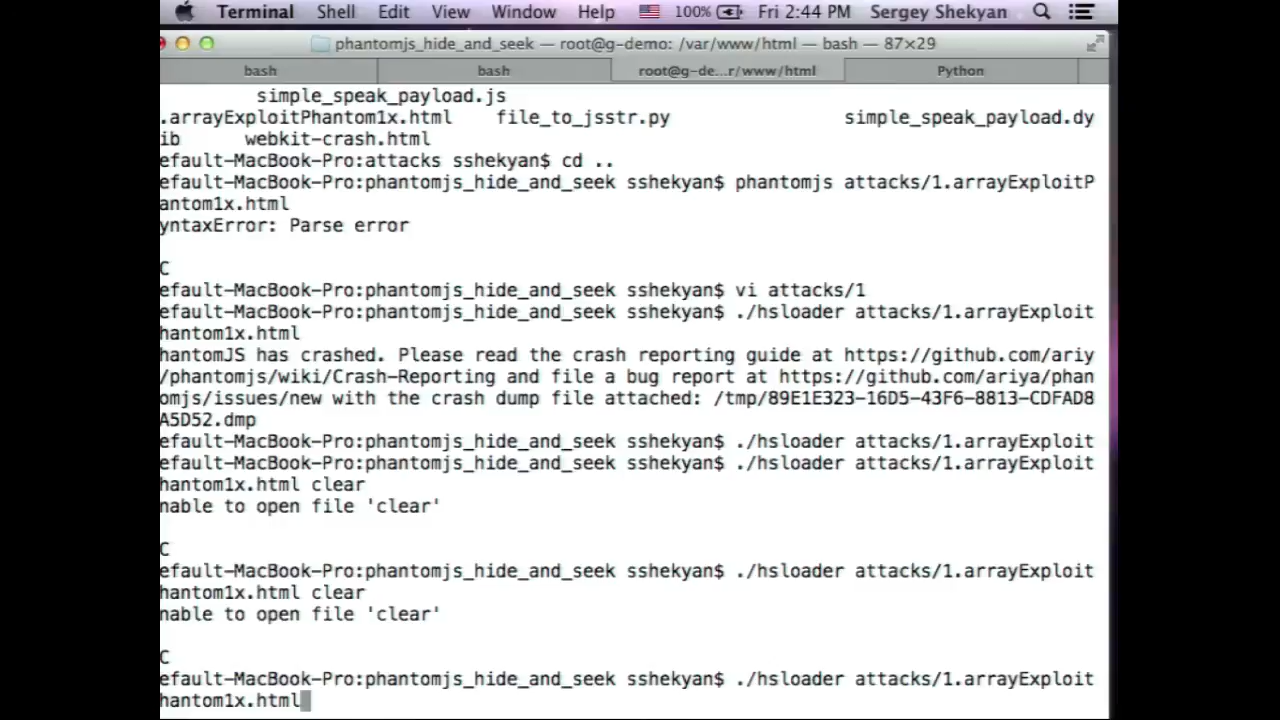 Terminal Shell Edit View Window Help 100% Fri 2:44 PM Sergey Shekyan
phantomjs_hide_and_seek — root@g-demo: /var/www/html — bash — 87×29
bash bash root@g-de...r/www/html Python
simple_speak_payload.js
.arrayExploitPhantom1x.html file_to_jsstr.py simple_speak_payload.dy
ib webkit-crash.html
efault-MacBook-Pro:attacks sshekyan$ cd ..
efault-MacBook-Pro:phantomjs_hide_and_seek sshekyan$ phantomjs attacks/1.arrayExploitP
antom1x.html
yntaxError: Parse error
C
efault-MacBook-Pro:phantomjs_hide_and_seek sshekyan$ vi attacks/1
efault-MacBook-Pro:phantomjs_hide_and_seek sshekyan$ ./hsloader attacks/1.arrayExploit
hantom1x.html
hantomJS has crashed. Please read the crash reporting guide at https://github.com/ariy
/phantomjs/wiki/Crash-Reporting and file a bug report at https://github.com/ariya/phan
omjs/issues/new with the crash dump file attached: /tmp/89E1E323-16D5-43F6-8813-CDFAD8
A5D52.dmp
efault-MacBook-Pro:phantomjs_hide_and_seek sshekyan$ ./hsloader attacks/1.arrayExploit
efault-MacBook-Pro:phantomjs_hide_and_seek sshekyan$ ./hsloader attacks/1.arrayExploit
hantom1x.html clear
nable to open file 'clear'
C
efault-MacBook-Pro:phantomjs_hide_and_seek sshekyan$ ./hsloader attacks/1.arrayExploit
hantom1x.html clear
nable to open file 'clear'
C
efault-MacBook-Pro:phantomjs_hide_and_seek sshekyan$ ./hsloader attacks/1.arrayExploit
hantom1x.html